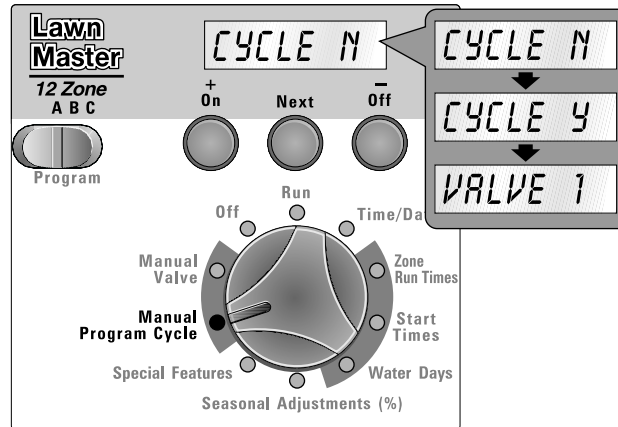 Lawn
Master
12 Zone
A B C
Program
CYCLE N
+
On
Next
−
Off
CYCLE N
CYCLE Y
VALVE 1
Run
Off
Time/Da
Manual
Valve
Zone
Run Times
Manual
Program Cycle
Start
Times
Special Features
Water Days
Seasonal Adjustments (%)